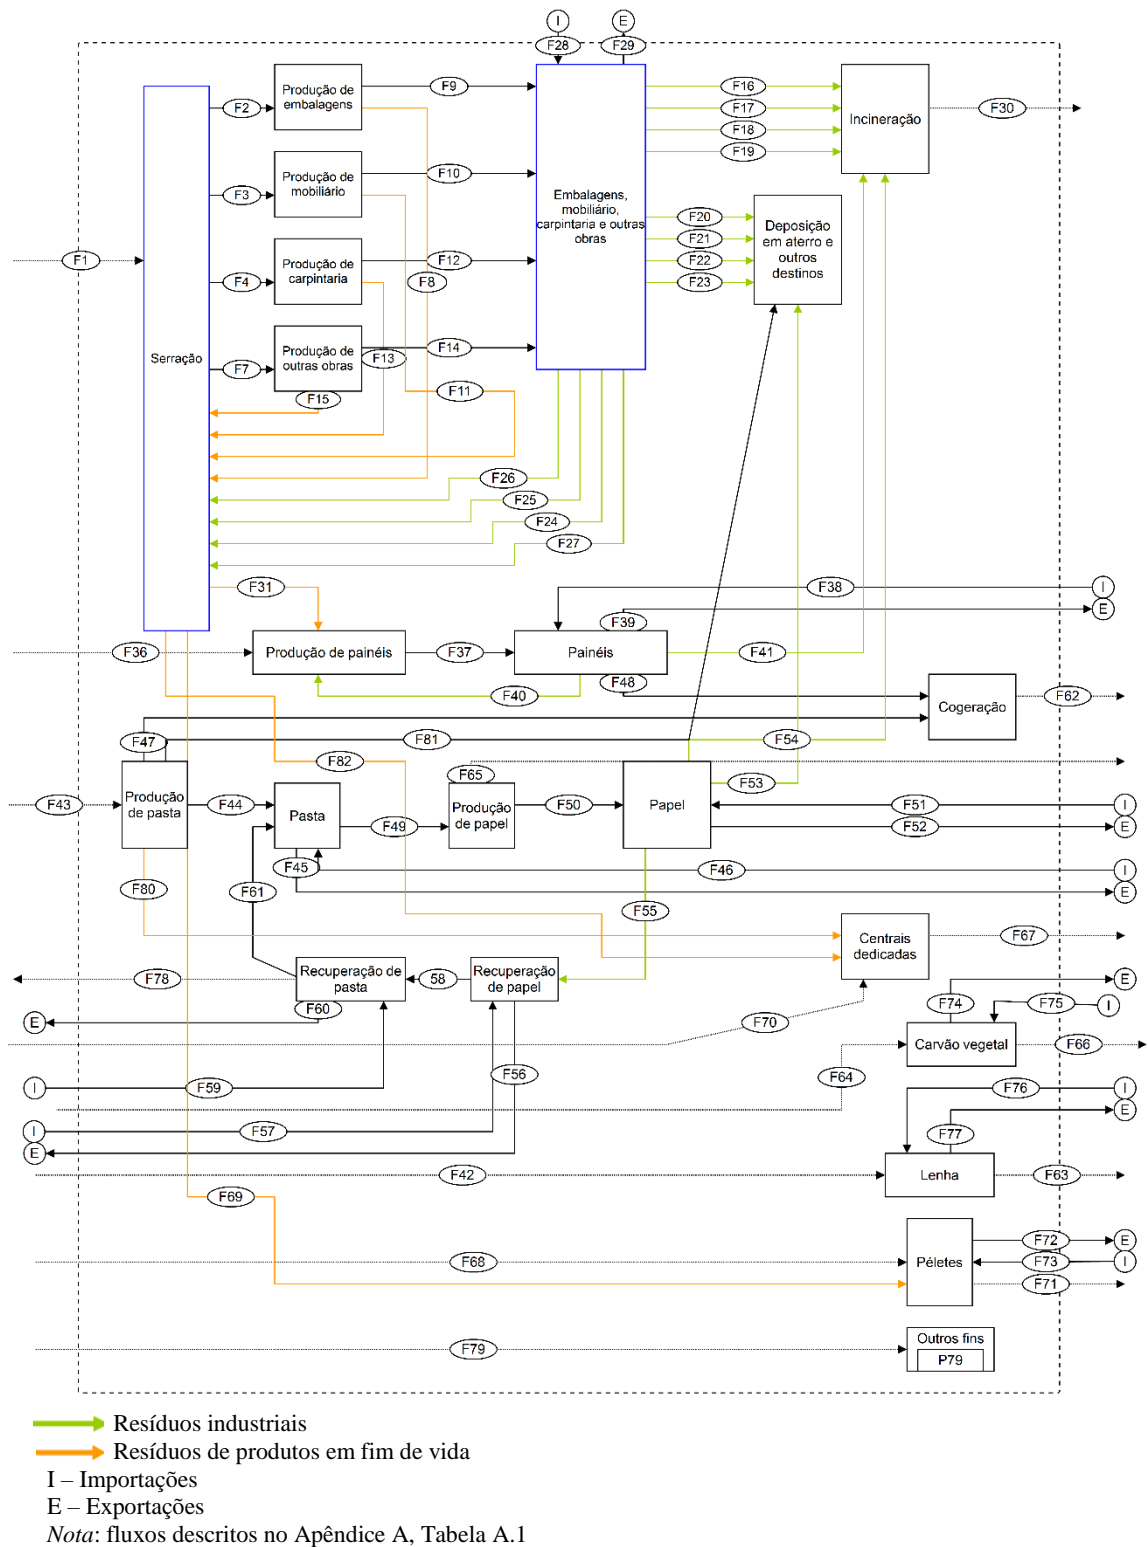 I
E
F28
F29
Produção de
embalagens
F9
F16
F2
F17
Incineração
F30
F18
F19
Produção de
mobiliário
F10
F3
Embalagens,
mobiliário,
carpintaria e outras
obras
F20
F21
F22
F23
Deposição
em aterro e
outros
destinos
F1
Produção de
carpintaria
F12
F4
F8
Serração
Produção de
outras obras
F14
F13
F7
F11
F15
F26
F25
F24
F27
F31
F38
I
E
F39
F36
Produção de painéis
F37
Painéis
F41
F48
F40
Cogeração
F62
F47
F81
F54
F82
F65
F53
F43
Produção
de pasta
F44
Pasta
Produção
de papel
F50
Papel
F51
I
F49
F52
E
F45
F46
I
F80
F61
E
F55
Centrais
dedicadas
F67
F78
Recuperação de
pasta
58
Recuperação
de papel
F60
E
F74
E
F75
I
F70
Carvão vegetal
F66
F56
F64
I
F59
F76
I
E
I
F57
F77
E
F42
Lenha
F63
F69
F72
E
F68
Péletes
F73
I
F71
Outros fins
F79
P79
Resíduos industriais
Resíduos de produtos em fim de vida
I – Importações
E – Exportações
Nota: fluxos descritos no Apêndice A, Tabela A.1